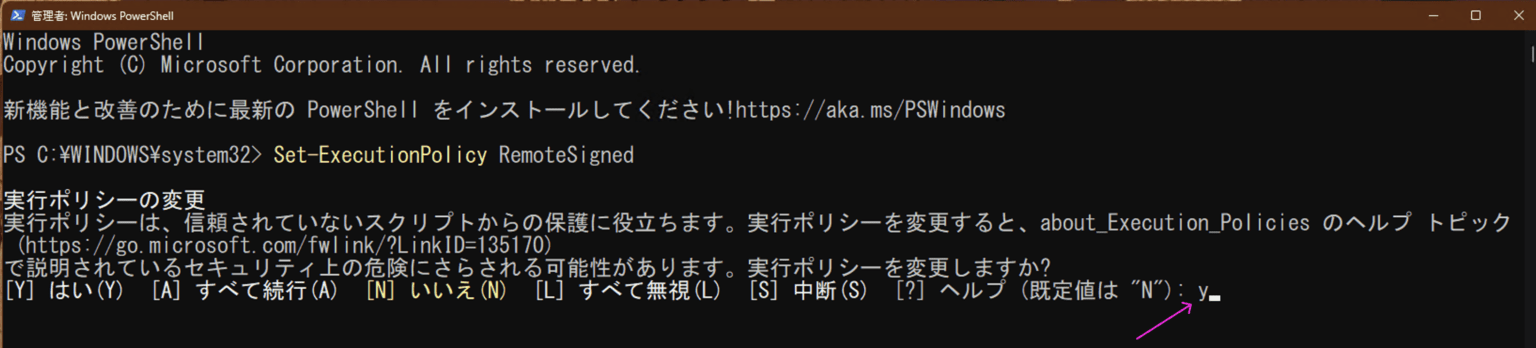 管理者: Windows PowerShell
Windows PowerShell
Copyright (C) Microsoft Corporation. All rights reserved.
新機能と改善のために最新の PowerShell をインストールしてください!https://aka.ms/PSWindows
PS C:¥WINDOWS¥system32> Set-ExecutionPolicy RemoteSigned
実行ポリシーの変更
実行ポリシーは、信頼されていないスクリプトからの保護に役立ちます。実行ポリシーを変更すると、about_Execution_Policies のヘルプ トピック
(https://go.microsoft.com/fwlink/?LinkID=135170)
で説明されているセキュリティ上の危険にさらされる可能性があります。実行ポリシーを変更しますか?
[Y] はい(Y)  [A] すべて続行(A)  [N] いいえ(N)  [L] すべて無視(L)  [S] 中断(S)  [?] ヘルプ (既定値は "N"): y